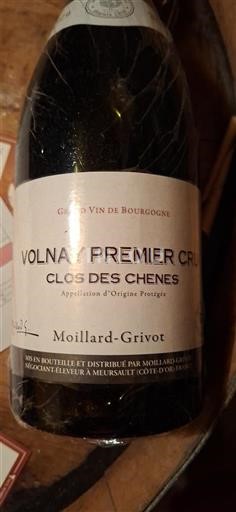 GRAND VIN DE BOURGOGNE
VOLNAY PREMIER CRU
CLOS DES CHENES
Appellation d'Origine Protégée
Moillard-Grivot
MIS EN BOUTEILLE ET DISTRIBUÉ PAR MOILLARD-GRIVOT
NÉGOCIANT-ÉLEVEUR À MEURSAULT (CÔTE-D'OR) FRANCE